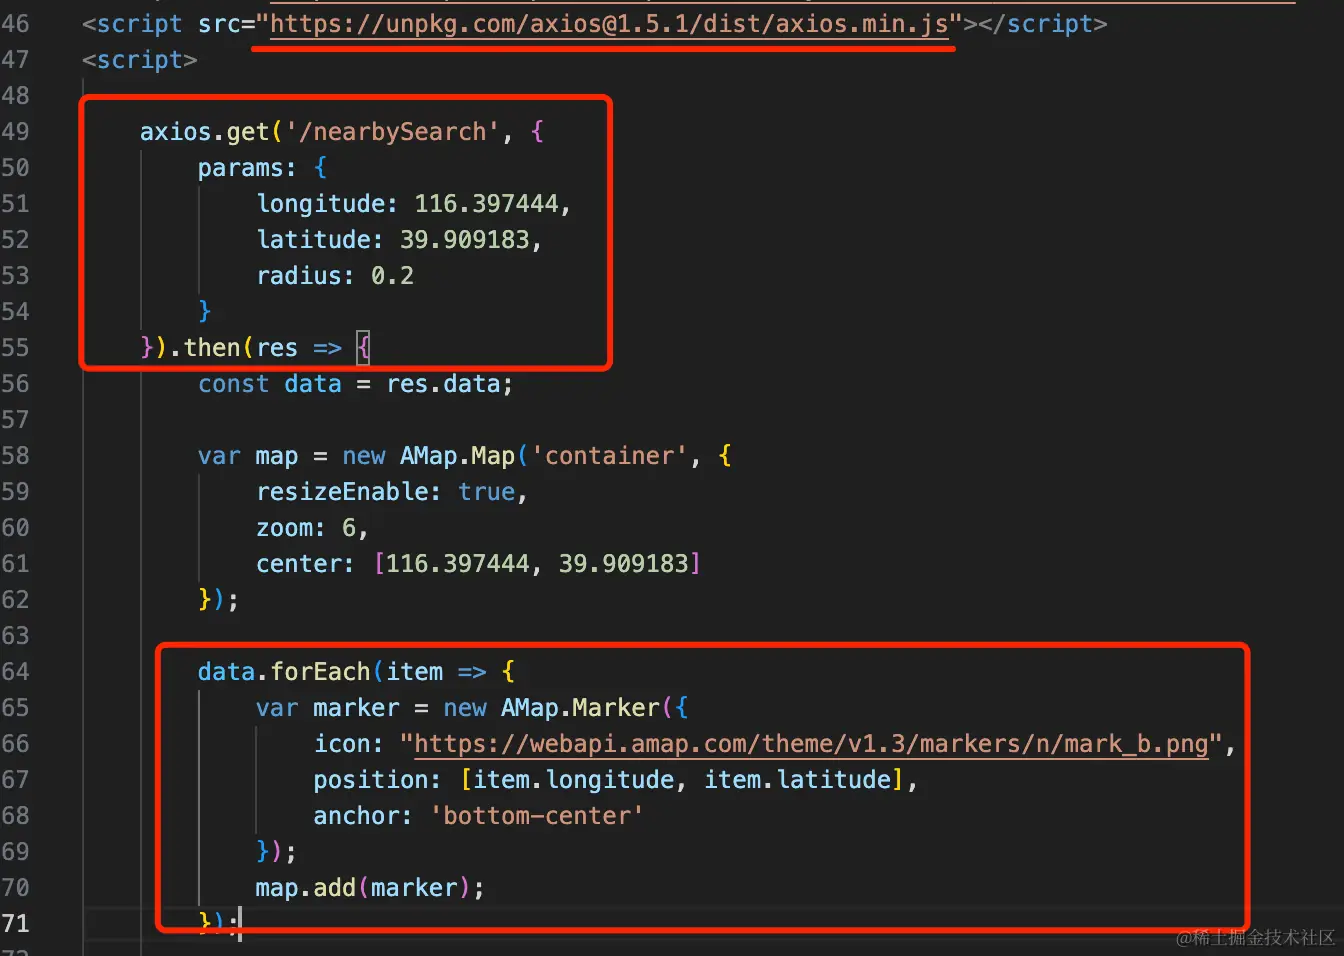 46 <script src="https://unpkg.com/axios@1.5.1/dist/axios.min.js"></script>
47 <script>
48
49 axios.get('/nearbySearch', {
50 params: {
51 longitude: 116.397444,
52 latitude: 39.909183,
53 radius: 0.2
54 }
55 }).then(res => {
56 const data = res.data;
57
58 var map = new AMap.Map('container', {
59 resizeEnable: true,
60 zoom: 6,
61 center: [116.397444, 39.909183]
62 });
63
64 data.forEach(item => {
65 var marker = new AMap.Marker({
66 icon: "https://webapi.amap.com/theme/v1.3/markers/n/mark_b.png",
67 position: [item.longitude, item.latitude],
68 anchor: 'bottom-center'
69 });
70 map.add(marker);
71 });
@稀土掘金技术社区